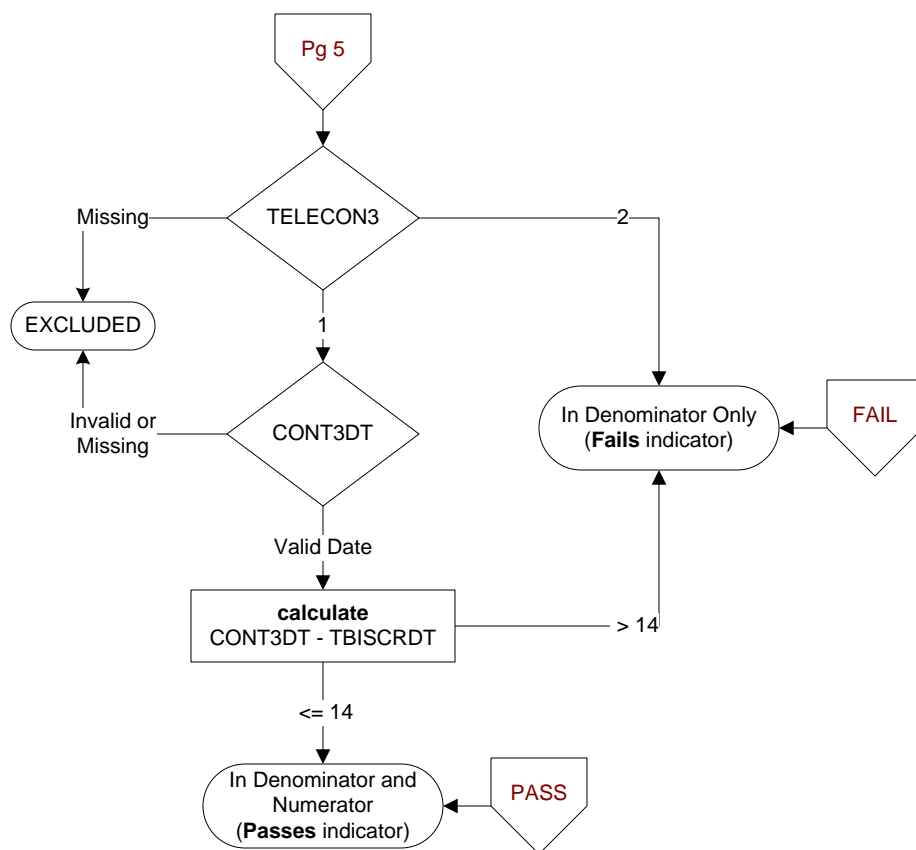 Pg 5
Missing
TELECON3
2
EXCLUDED
1
Invalid or
Missing
CONT3DT
In Denominator Only
(Fails indicator)
FAIL
Valid Date
calculate
CONT3DT - TBISCRDT
> 14
<= 14
In Denominator and
Numerator
(Passes indicator)
PASS